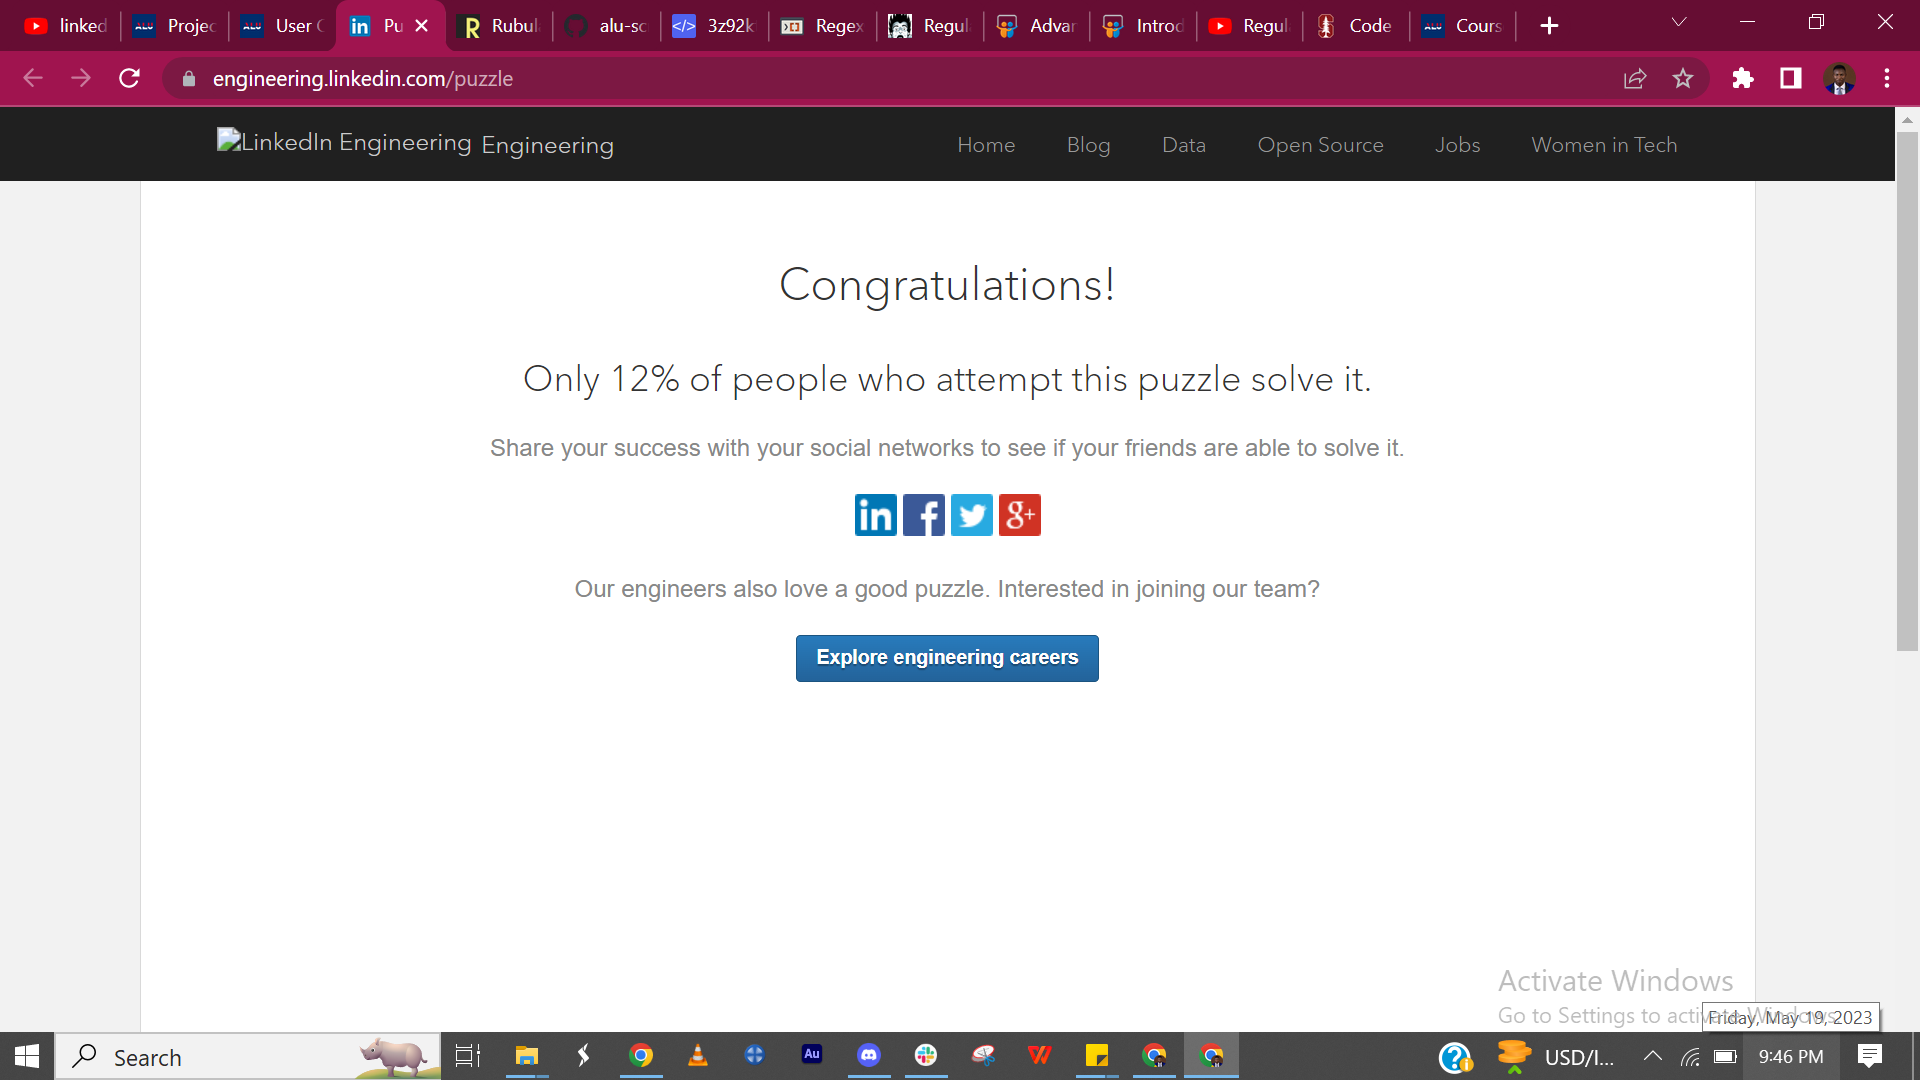 linked
Projec
User C
Pu
Rubul
alu-sc
3z92k
Regex
Regul
Advar
Introd
Regul
Code
Cours
engineering.linkedin.com/puzzle
LinkedIn Engineering Engineering
Home
Blog
Data
Open Source
Jobs
Women in Tech
Congratulations!
Only 12% of people who attempt this puzzle solve it.
Share your success with your social networks to see if your friends are able to solve it.
in f g+
Our engineers also love a good puzzle. Interested in joining our team?
Explore engineering careers
Activate Windows
Go to Settings to activate Windows.
Friday, May 19, 2023
Search
Au
USD/I...
9:46 PM